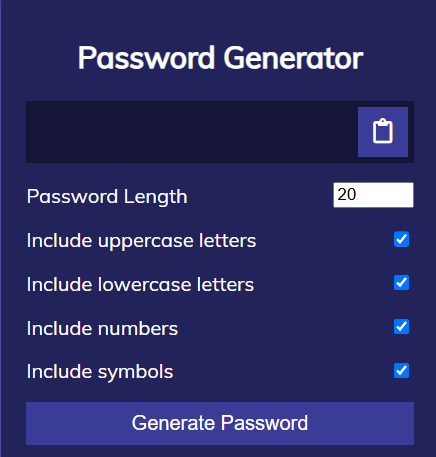 Password Generator
Password Length 20
Include uppercase letters
Include lowercase letters
Include numbers
Include symbols
Generate Password